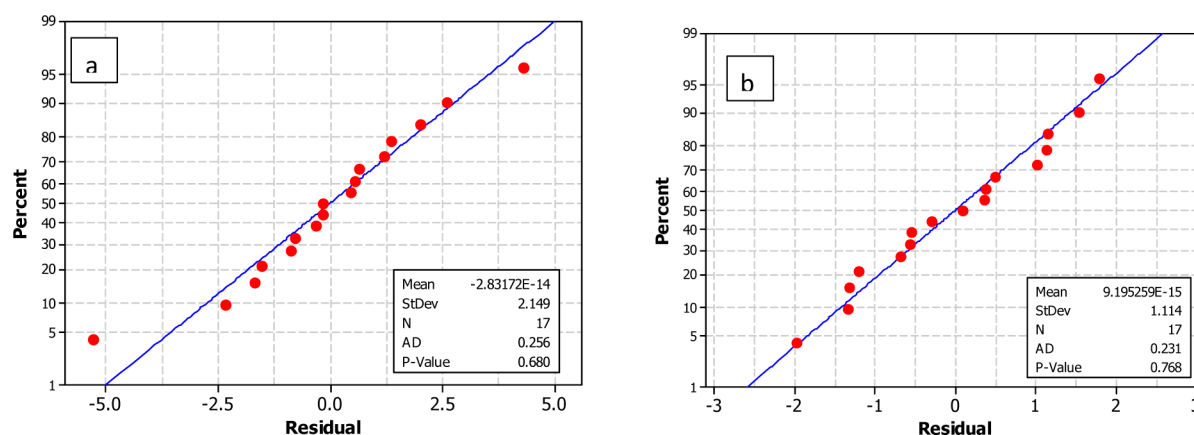 a
99
95
90
80
70
60
50
40
30
20
10
5
1
Percent
-5.0
-2.5
0.0
2.5
5.0
Residual
Mean -2.83172E-14
StDev 2.149
N 17
AD 0.256
P-Value 0.680
b
99
95
90
80
70
60
50
40
30
20
10
5
1
Percent
-3
-2
-1
0
1
2
3
Residual
Mean 9.195259E-15
StDev 1.114
N 17
AD 0.231
P-Value 0.768